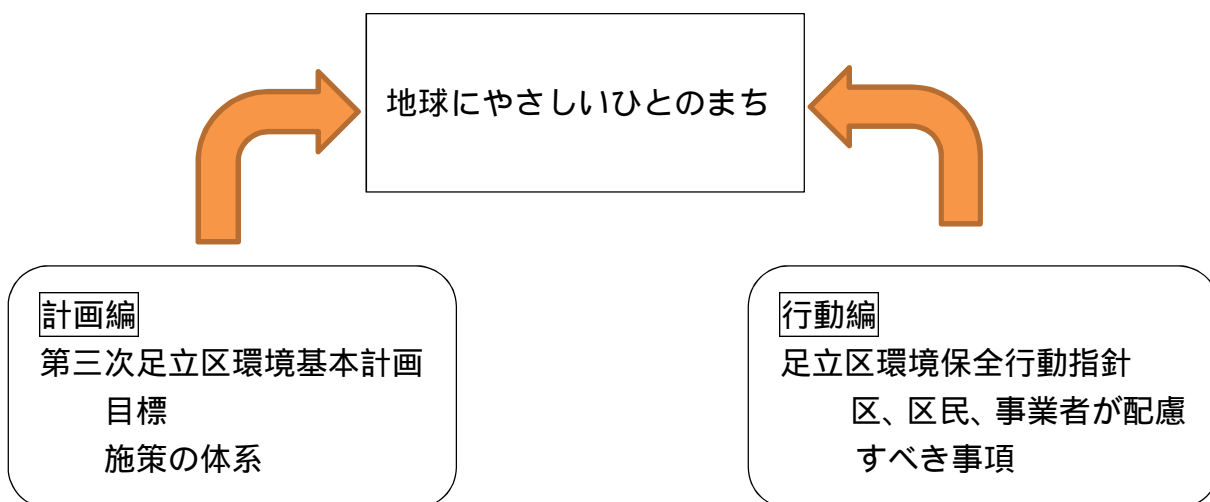 地球にやさしいひとのまち
計画編
第三次足立区環境基本計画
目標
施策の体系
行動編
足立区環境保全行動指針
区、区民、事業者が配慮
すべき事項